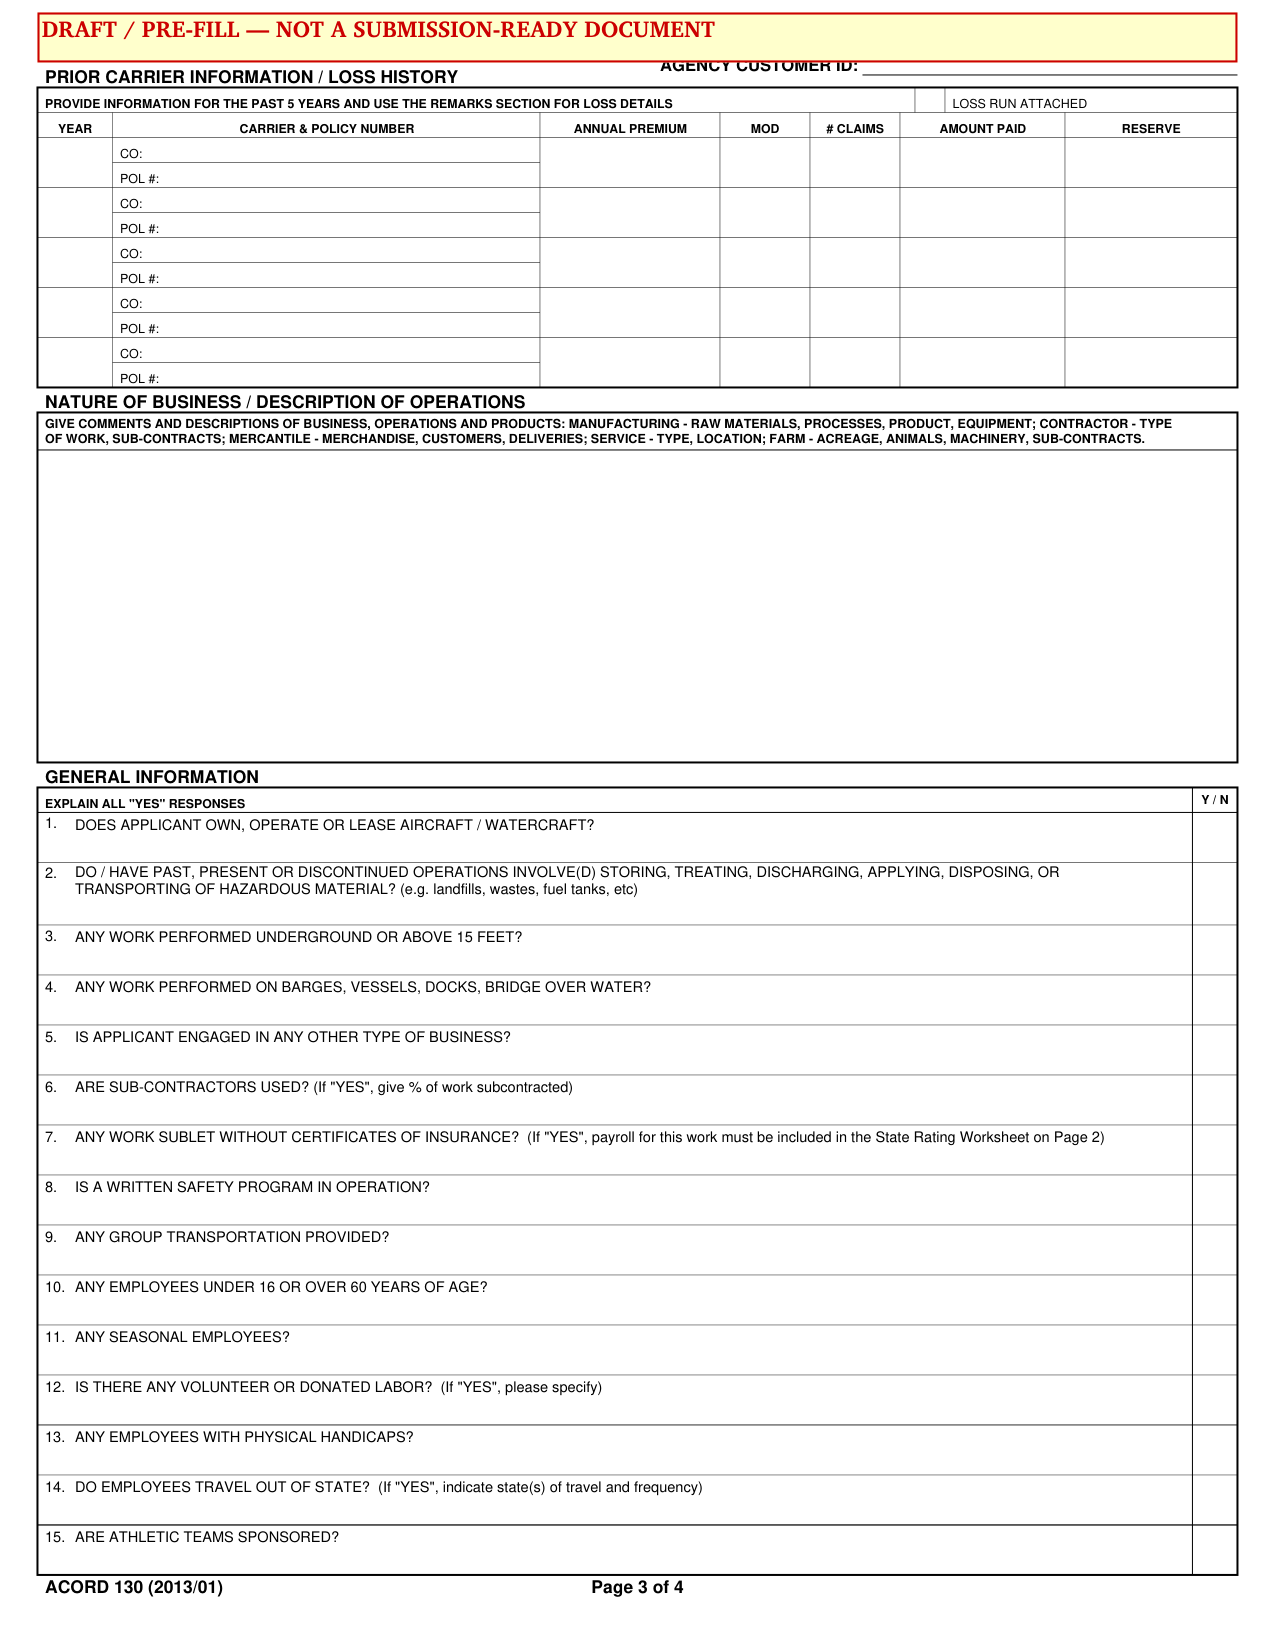 DRAFT / PRE-FILL — NOT A SUBMISSION-READY DOCUMENT
AGENCY CUSTOMER ID:
PRIOR CARRIER INFORMATION / LOSS HISTORY
PROVIDE INFORMATION FOR THE PAST 5 YEARS AND USE THE REMARKS SECTION FOR LOSS DETAILS LOSS RUN ATTACHED
YEAR CARRIER & POLICY NUMBER ANNUAL PREMIUM MOD # CLAIMS AMOUNT PAID RESERVE
CO:
POL #:
CO:
POL #:
CO:
POL #:
CO:
POL #:
CO:
POL #:
NATURE OF BUSINESS / DESCRIPTION OF OPERATIONS
GIVE COMMENTS AND DESCRIPTIONS OF BUSINESS, OPERATIONS AND PRODUCTS: MANUFACTURING - RAW MATERIALS, PROCESSES, PRODUCT, EQUIPMENT; CONTRACTOR - TYPE
OF WORK, SUB-CONTRACTS; MERCANTILE - MERCHANDISE, CUSTOMERS, DELIVERIES; SERVICE - TYPE, LOCATION; FARM - ACREAGE, ANIMALS, MACHINERY, SUB-CONTRACTS.
GENERAL INFORMATION
EXPLAIN ALL "YES" RESPONSES Y / N
1. DOES APPLICANT OWN, OPERATE OR LEASE AIRCRAFT / WATERCRAFT?
2. DO / HAVE PAST, PRESENT OR DISCONTINUED OPERATIONS INVOLVE(D) STORING, TREATING, DISCHARGING, APPLYING, DISPOSING, OR
TRANSPORTING OF HAZARDOUS MATERIAL? (e.g. landfills, wastes, fuel tanks, etc)
3. ANY WORK PERFORMED UNDERGROUND OR ABOVE 15 FEET?
4. ANY WORK PERFORMED ON BARGES, VESSELS, DOCKS, BRIDGE OVER WATER?
5. IS APPLICANT ENGAGED IN ANY OTHER TYPE OF BUSINESS?
6. ARE SUB-CONTRACTORS USED? (If "YES", give % of work subcontracted)
7. ANY WORK SUBLET WITHOUT CERTIFICATES OF INSURANCE? (If "YES", payroll for this work must be included in the State Rating Worksheet on Page 2)
8. IS A WRITTEN SAFETY PROGRAM IN OPERATION?
9. ANY GROUP TRANSPORTATION PROVIDED?
10. ANY EMPLOYEES UNDER 16 OR OVER 60 YEARS OF AGE?
11. ANY SEASONAL EMPLOYEES?
12. IS THERE ANY VOLUNTEER OR DONATED LABOR? (If "YES", please specify)
13. ANY EMPLOYEES WITH PHYSICAL HANDICAPS?
14. DO EMPLOYEES TRAVEL OUT OF STATE? (If "YES", indicate state(s) of travel and frequency)
15. ARE ATHLETIC TEAMS SPONSORED?
ACORD 130 (2013/01) Page 3 of 4